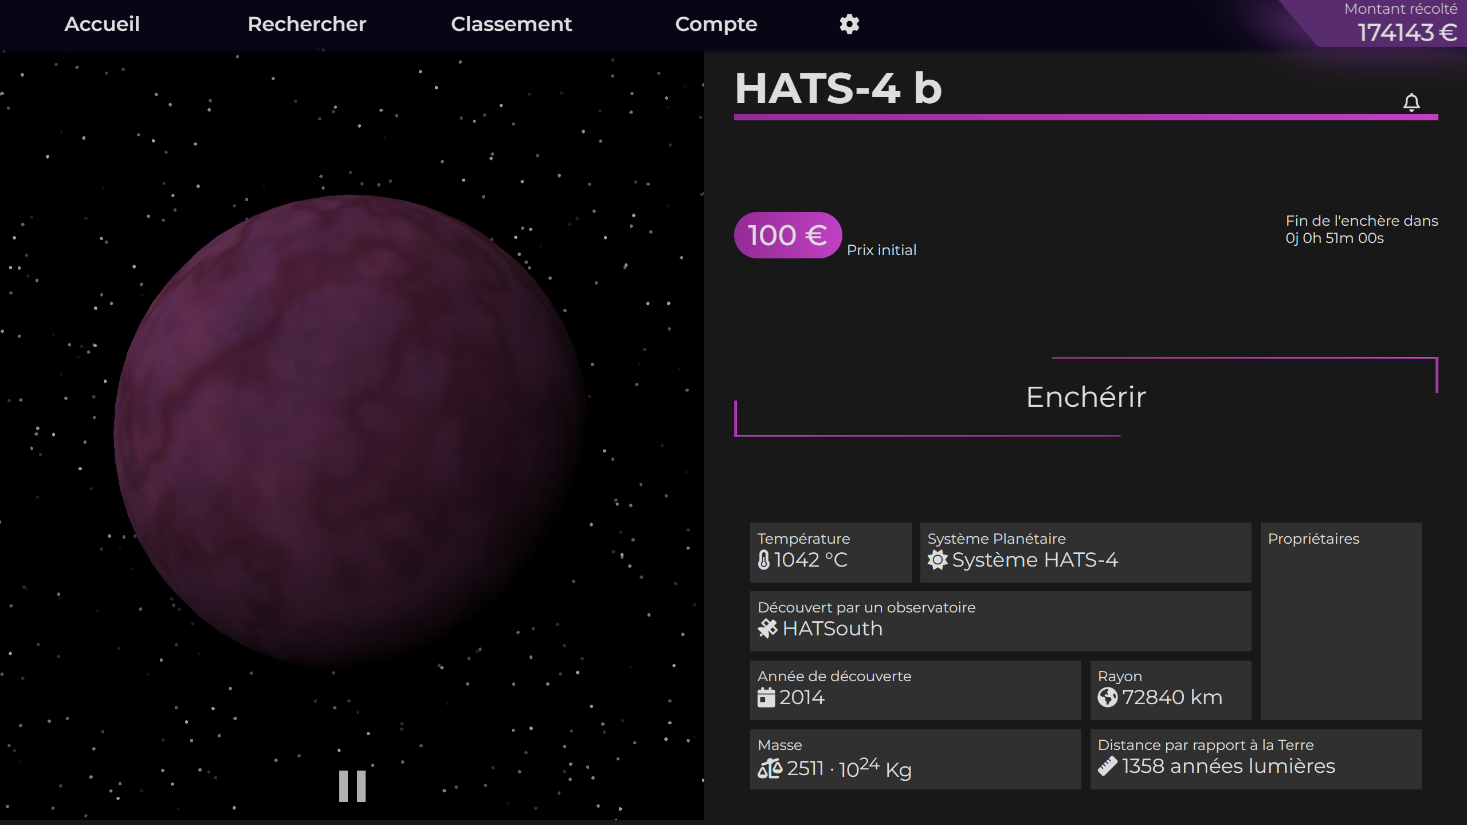 Accueil
Rechercher
Classement
Compte
Montant récolté
174143 €
HATS-4 b
100 €
Prix initial
Fin de l'enchère dans
0j 0h 51m 00s
Enchérir
Température
1042 °C
Système Planétaire
Système HATS-4
Propriétaires
Découvert par un observatoire
HATSouth
Année de découverte
2014
Rayon
72840 km
Masse
2511 · 10²⁴ Kg
Distance par rapport à la Terre
1358 années lumières